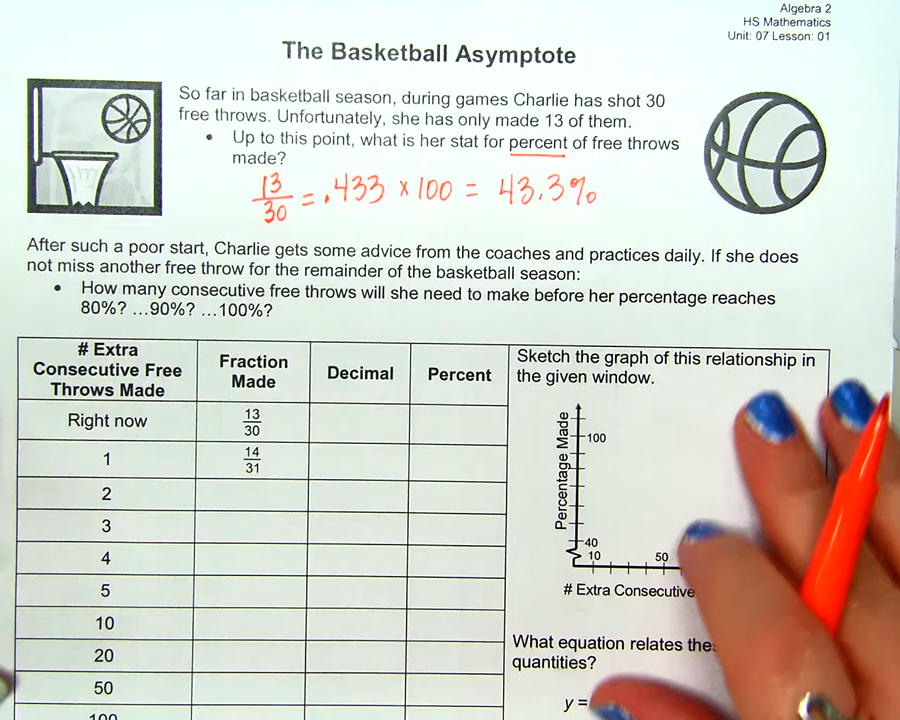 Algebra 2
HS Mathematics
Unit: 07 Lesson: 01
The Basketball Asymptote
So far in basketball season, during games Charlie has shot 30
free throws. Unfortunately, she has only made 13 of them.
• Up to this point, what is her stat for percent of free throws
made?
13/30 = .433 × 100 = 43.3%
After such a poor start, Charlie gets some advice from the coaches and practices daily. If she does
not miss another free throw for the remainder of the basketball season:
• How many consecutive free throws will she need to make before her percentage reaches
80%? …90%? …100%?
# Extra
Consecutive Free
Throws Made
Fraction
Made
Decimal
Percent
Right now
13/30
1
14/31
2
3
4
5
10
20
50
100
Sketch the graph of this relationship in
the given window.
Percentage Made
100
40
10
50
# Extra Consecutive
What equation relates
quantities?
y =